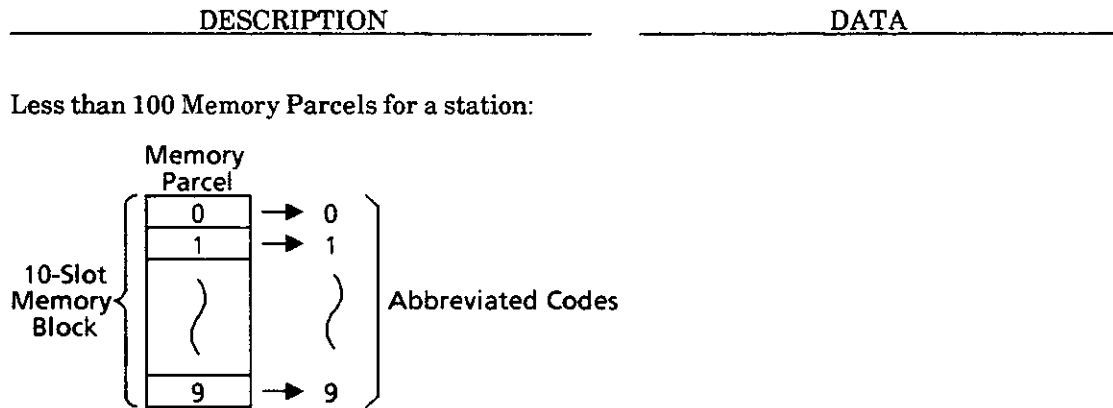 DESCRIPTION DATA
Less than 100 Memory Parcels for a station:
Memory
Parcel
0 0
1 1
10-Slot
Memory
Block
Abbreviated Codes
9 9